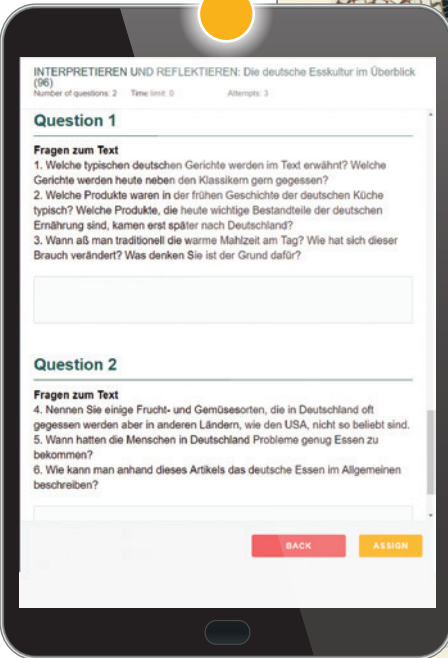 INTERPRETIEREN UND REFLEKTIEREN: Die deutsche Esskultur im Überblick
(96)
Number of questions: 2 Time limit: 0 Attempts: 3
Question 1
Fragen zum Text
1. Welche typischen deutschen Gerichte werden im Text erwähnt? Welche
Gerichte werden heute neben den Klassikern gern gegessen?
2. Welche Produkte waren in der frühen Geschichte der deutschen Küche
typisch? Welche Produkte, die heute wichtige Bestandteile der deutschen
Ernährung sind, kamen erst später nach Deutschland?
3. Wann aß man traditionell die warme Mahlzeit am Tag? Wie hat sich dieser
Brauch verändert? Was denken Sie ist der Grund dafür?
Question 2
Fragen zum Text
4. Nennen Sie einige Frucht- und Gemüsesorten, die in Deutschland oft
gegessen werden aber in anderen Ländern, wie den USA, nicht so beliebt sind.
5. Wann hatten die Menschen in Deutschland Probleme genug Essen zu
bekommen?
6. Wie kann man anhand dieses Artikels das deutsche Essen im Allgemeinen
beschreiben?
BACK ASSIGN